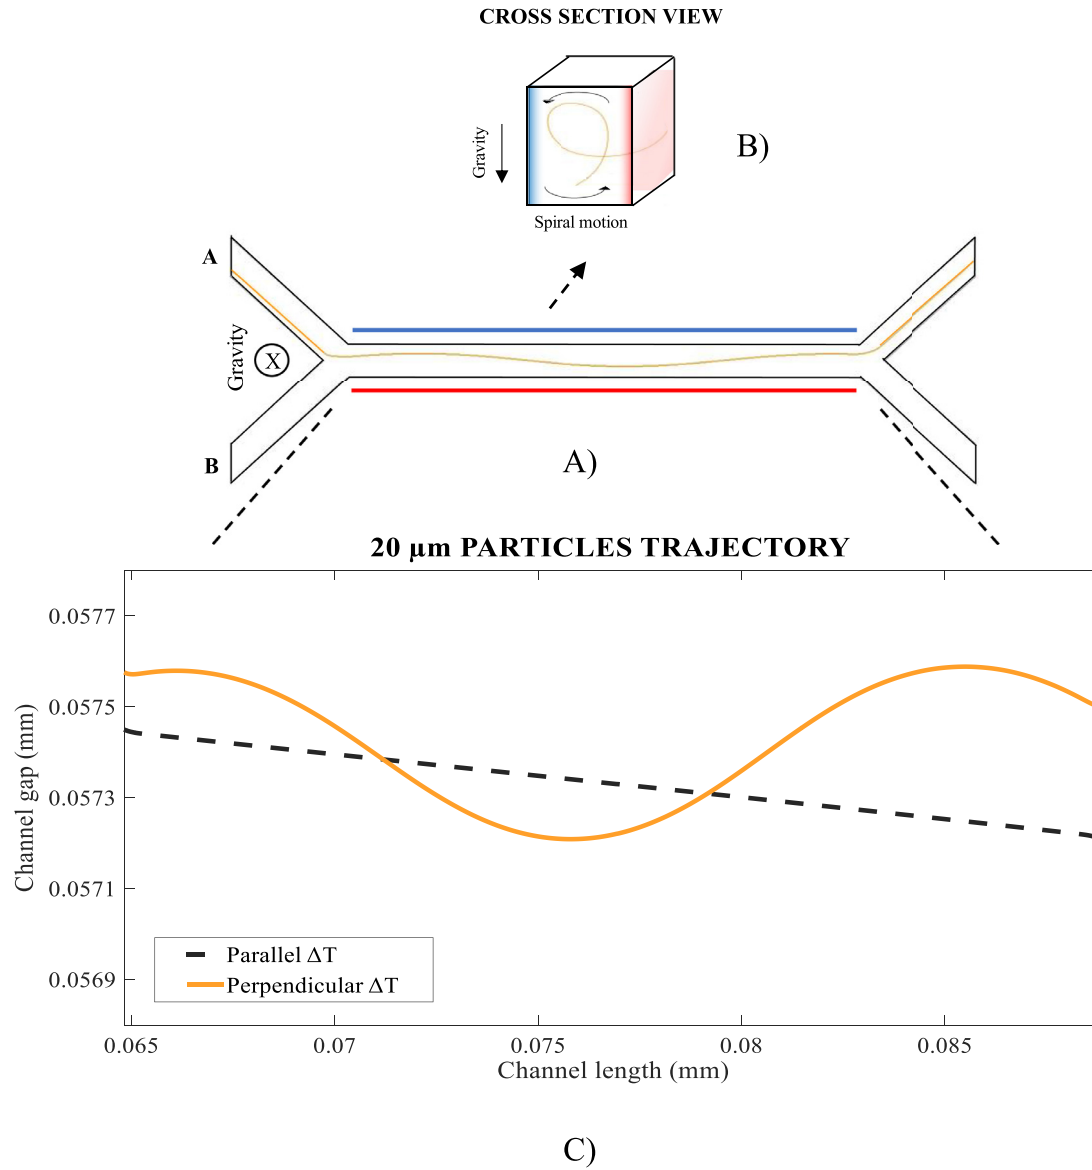 CROSS SECTION VIEW
Gravity
B)
Spiral motion
A
Gravity
X
B
A)
20 µm PARTICLES TRAJECTORY
0.0577
0.0575
0.0573
0.0571
0.0569
Channel gap (mm)
Parallel ΔT
Perpendicular ΔT
0.065 0.07 0.075 0.08 0.085
Channel length (mm)
C)